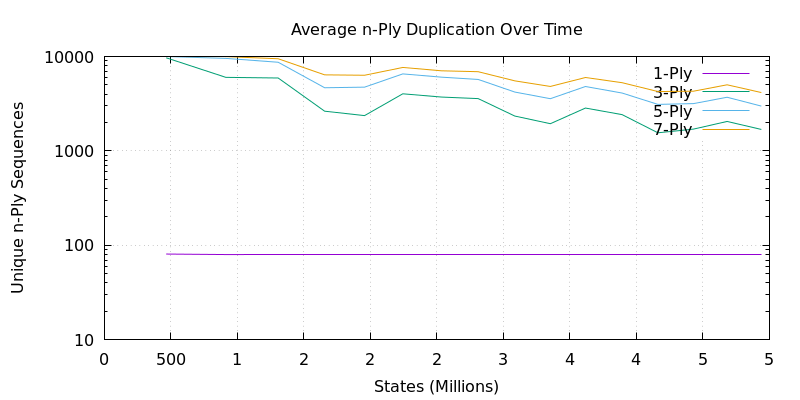 Average n-Ply Duplication Over Time
Unique n-Ply Sequences
10000
1000
100
10
1-Ply
3-Ply
5-Ply
7-Ply
0 500 1 2 2 2 3 4 4 5 5
States (Millions)